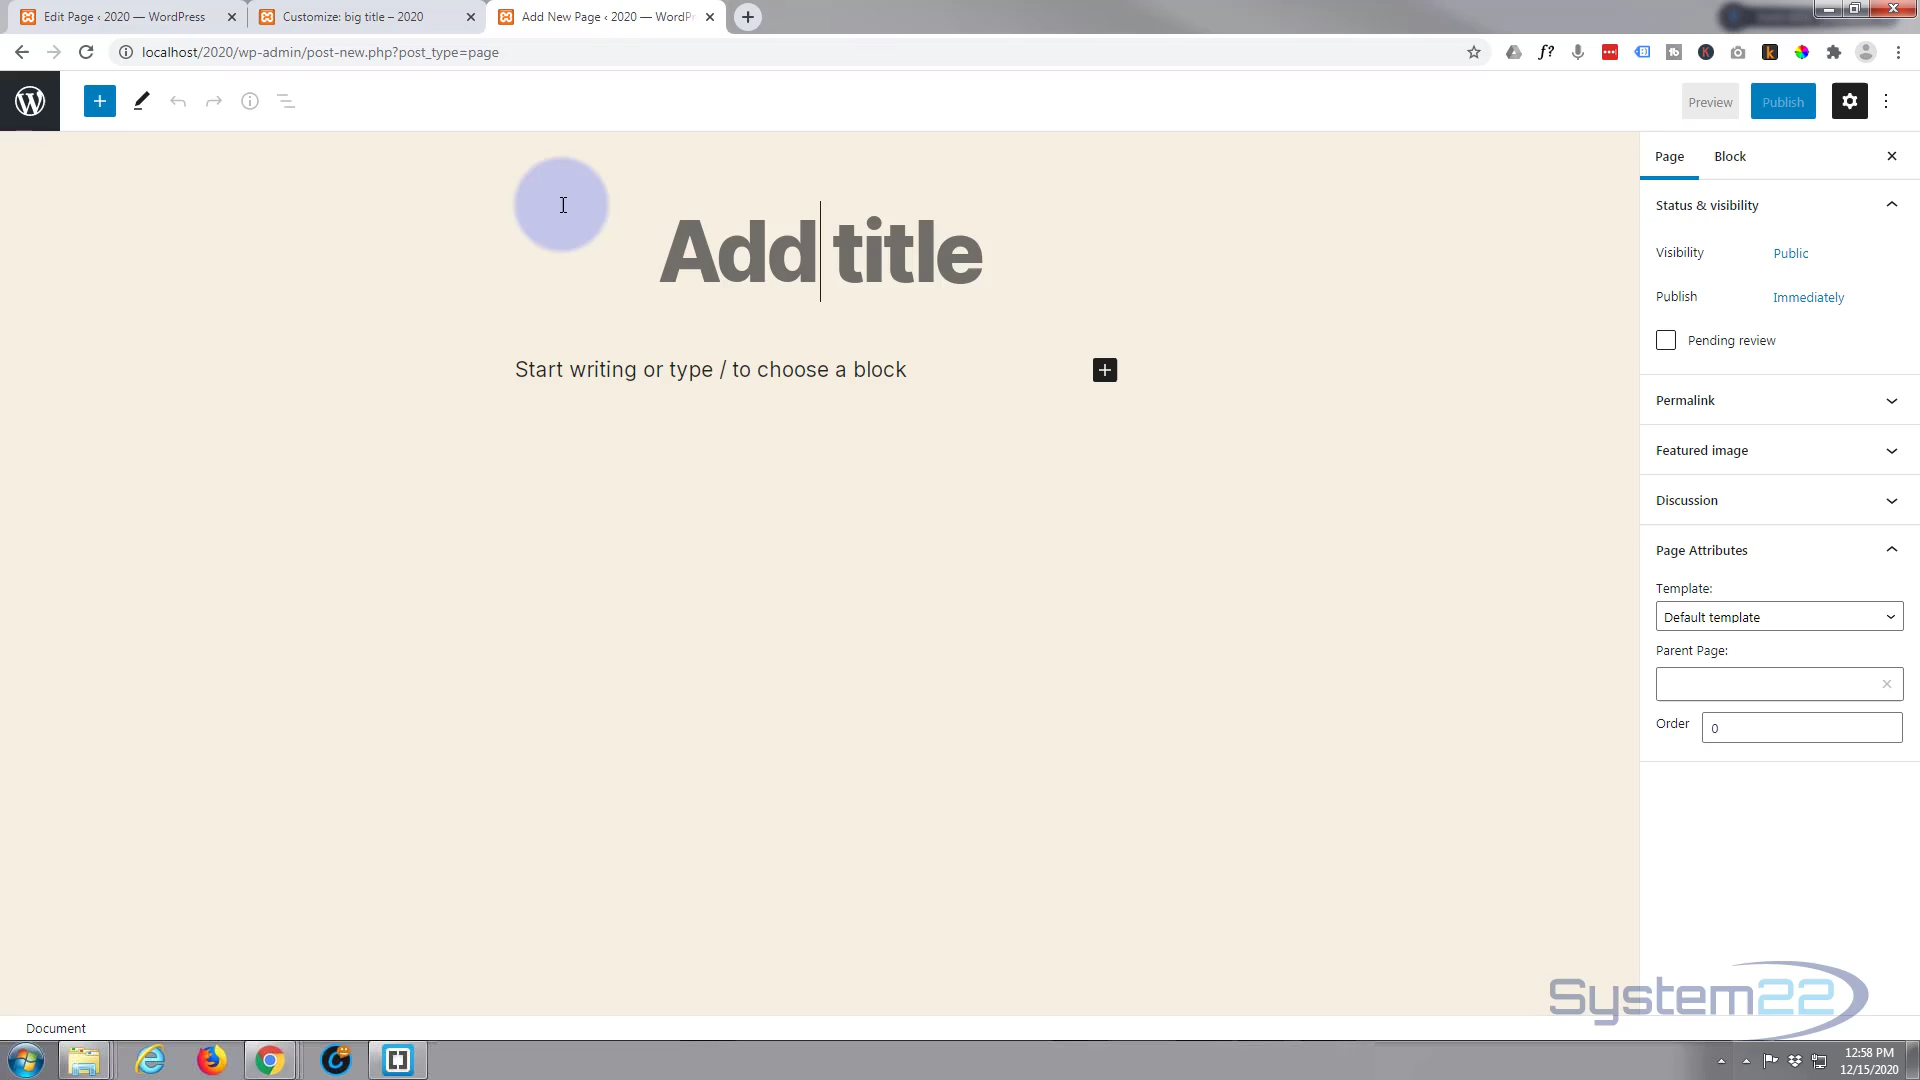 Edit Page ‹ 2020 — WordPress
Customize: big title – 2020
Add New Page ‹ 2020 — WordPr
localhost/2020/wp-admin/post-new.php?post_type=page
Preview
Publish
Page
Block
Add title
Start writing or type / to choose a block
Status & visibility
Visibility
Public
Publish
Immediately
Pending review
Permalink
Featured image
Discussion
Page Attributes
Template:
Default template
Parent Page:
Order
0
System22
Document
12:58 PM
12/15/2020